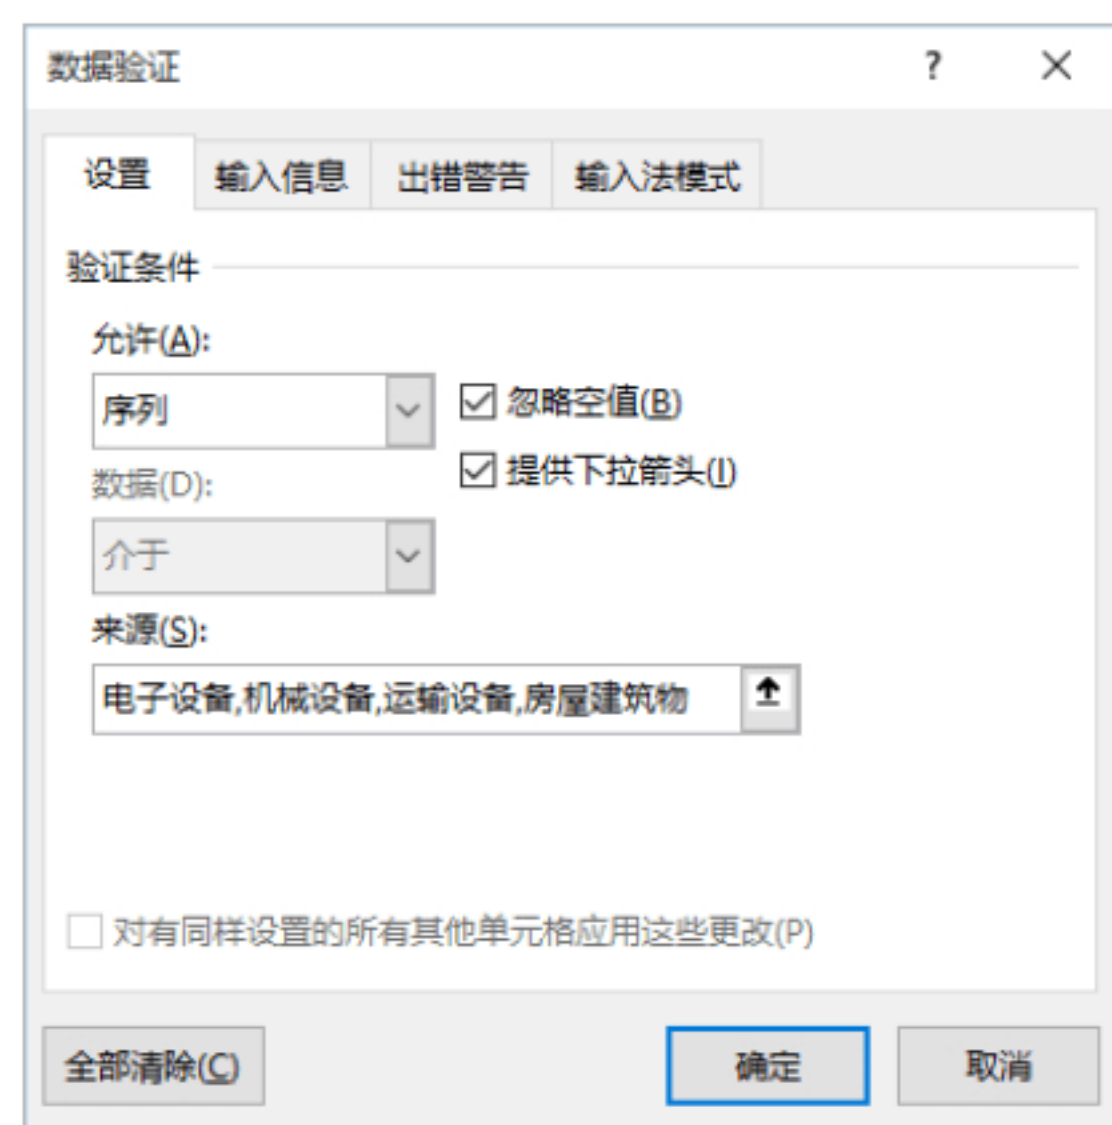 数据验证 ?
设置 输入信息 出错警告 输入法模式
验证条件
允许(A):
序列 忽略空值(B)
数据(D): 提供下拉箭头(I)
介于
来源(S):
电子设备,机械设备,运输设备,房屋建筑物
对有同样设置的所有其他单元格应用这些更改(P)
全部清除(C) 确定 取消